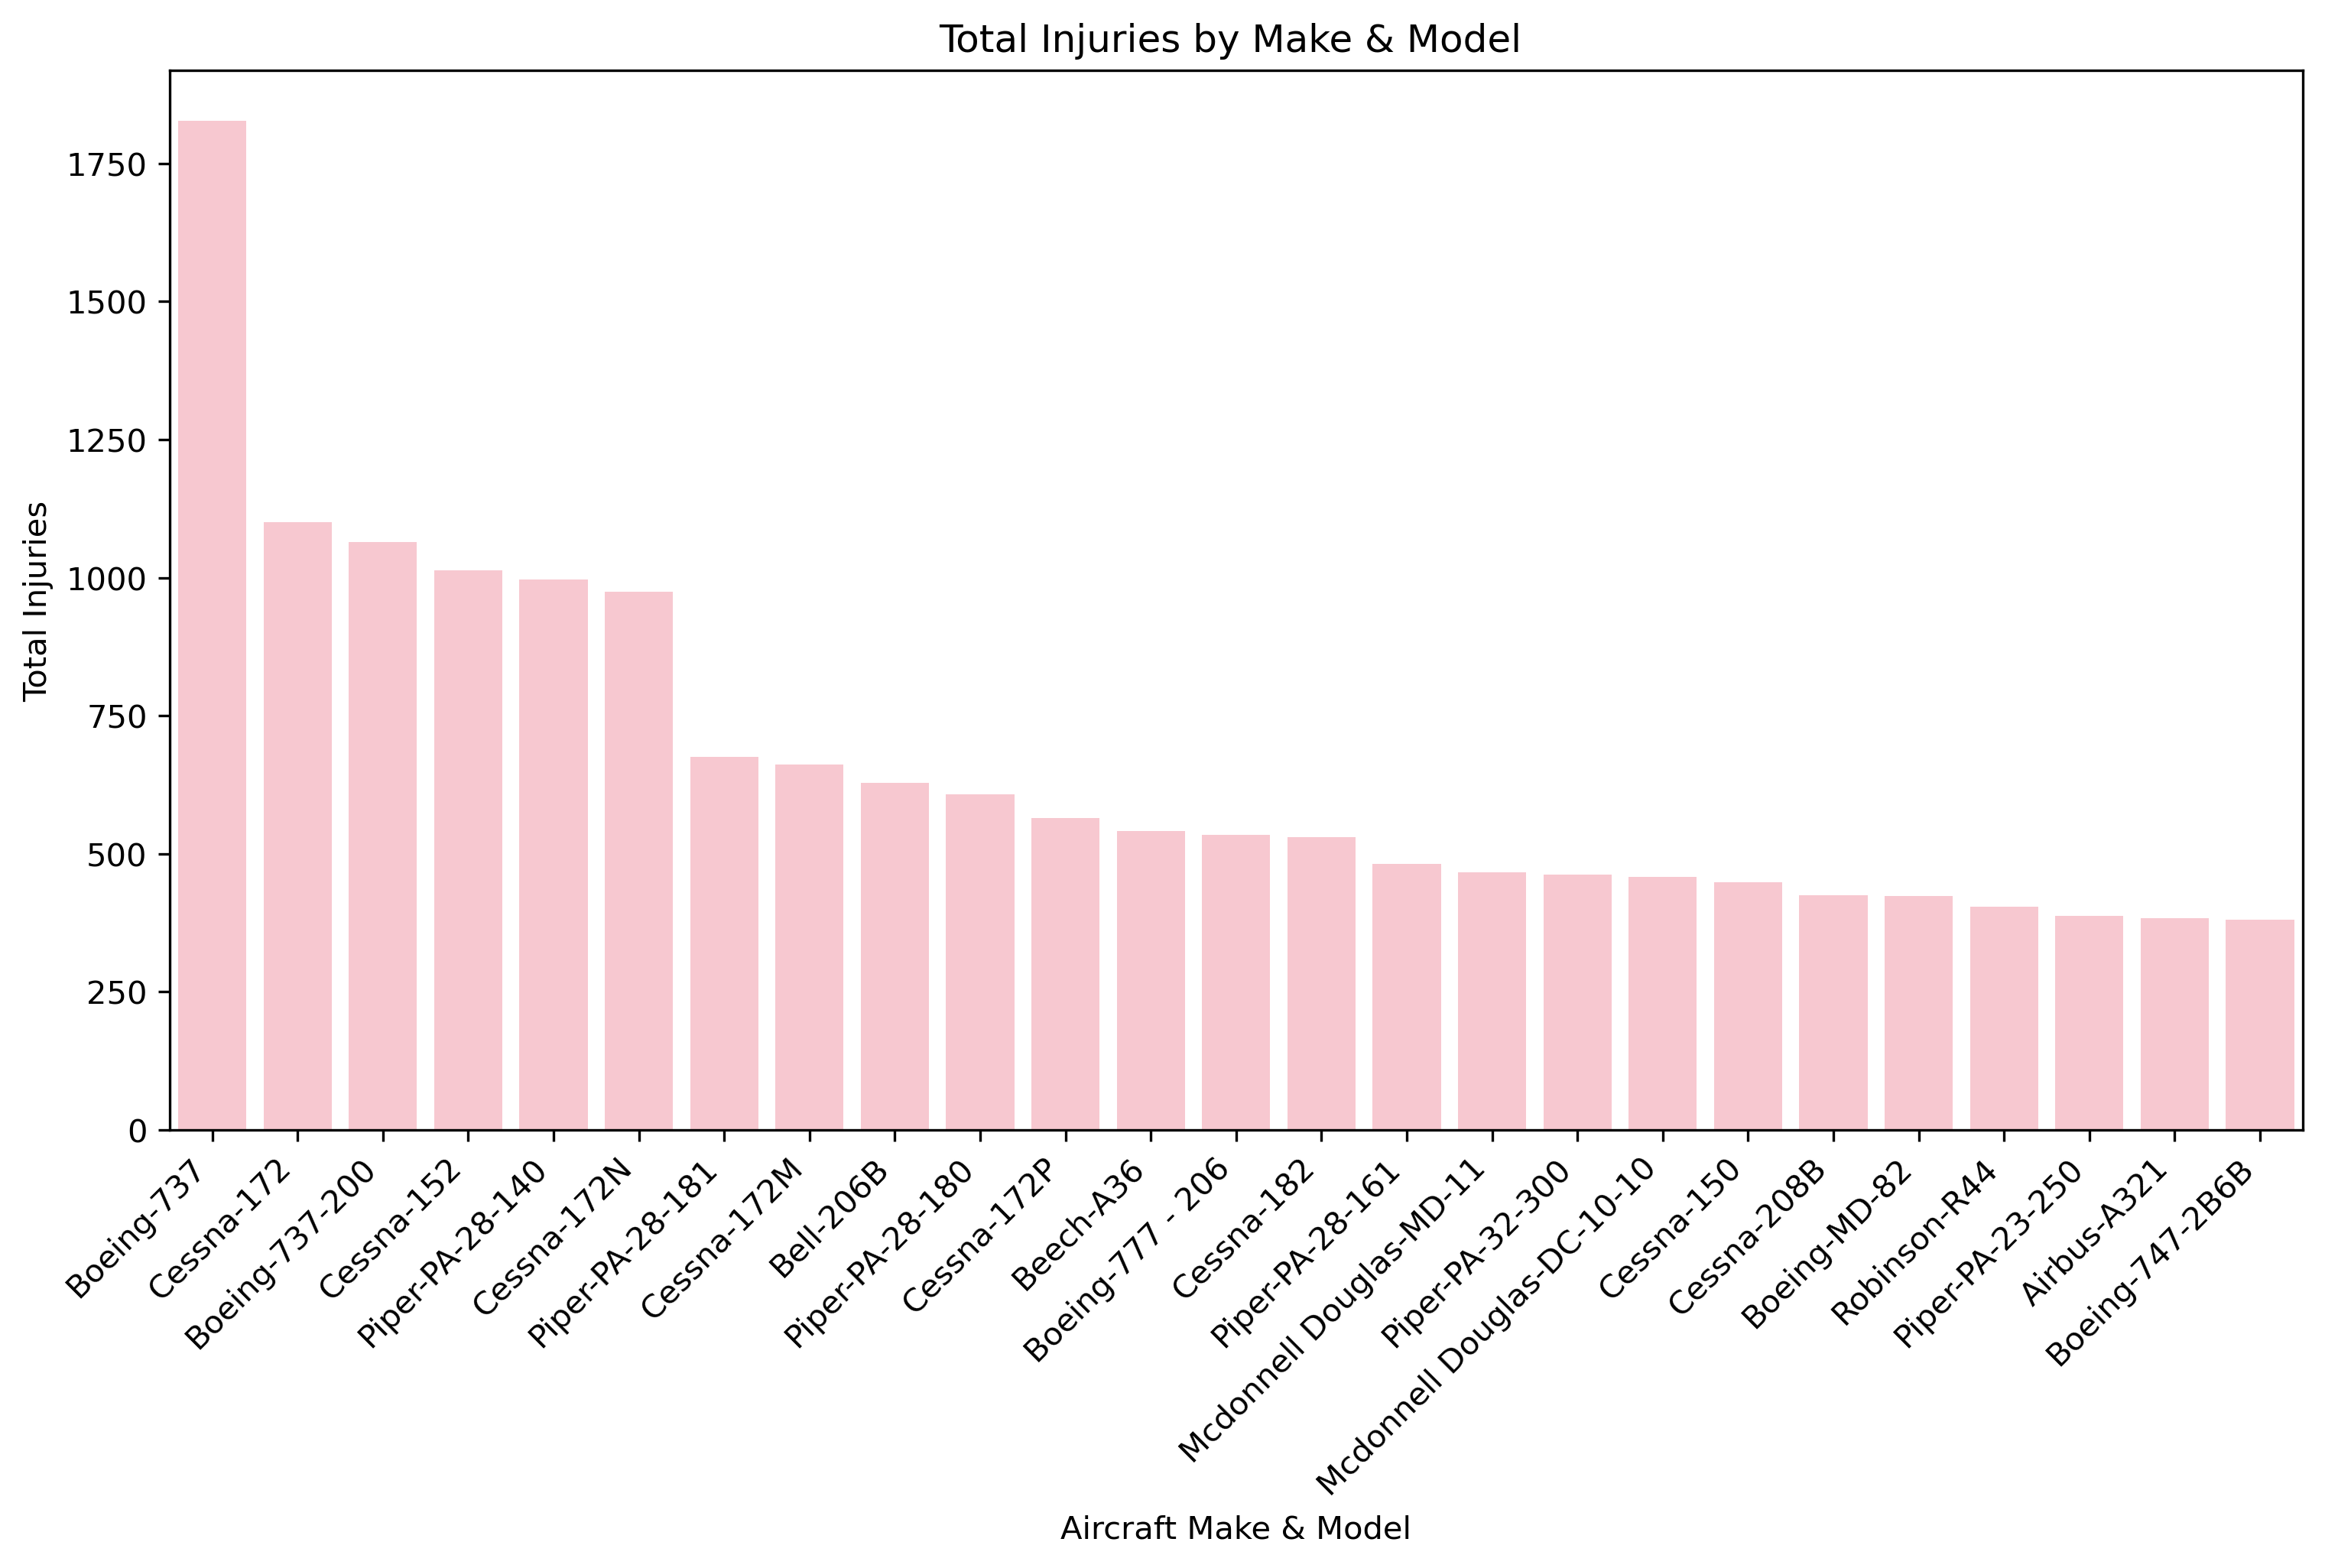 Total Injuries by Make & Model
Total Injuries
1750
1500
1250
1000
750
500
250
0
Boeing-737
Cessna-172
Boeing-737-200
Cessna-152
Piper-PA-28-140
Cessna-172N
Piper-PA-28-181
Cessna-172M
Bell-206B
Piper-PA-28-180
Cessna-172P
Beech-A36
Boeing-777 - 206
Cessna-182
Piper-PA-28-161
Mcdonnell Douglas-MD-11
Piper-PA-32-300
Mcdonnell Douglas-DC-10-10
Cessna-150
Cessna-208B
Boeing-MD-82
Robinson-R44
Piper-PA-23-250
Airbus-A321
Boeing-747-2B6B
Aircraft Make & Model